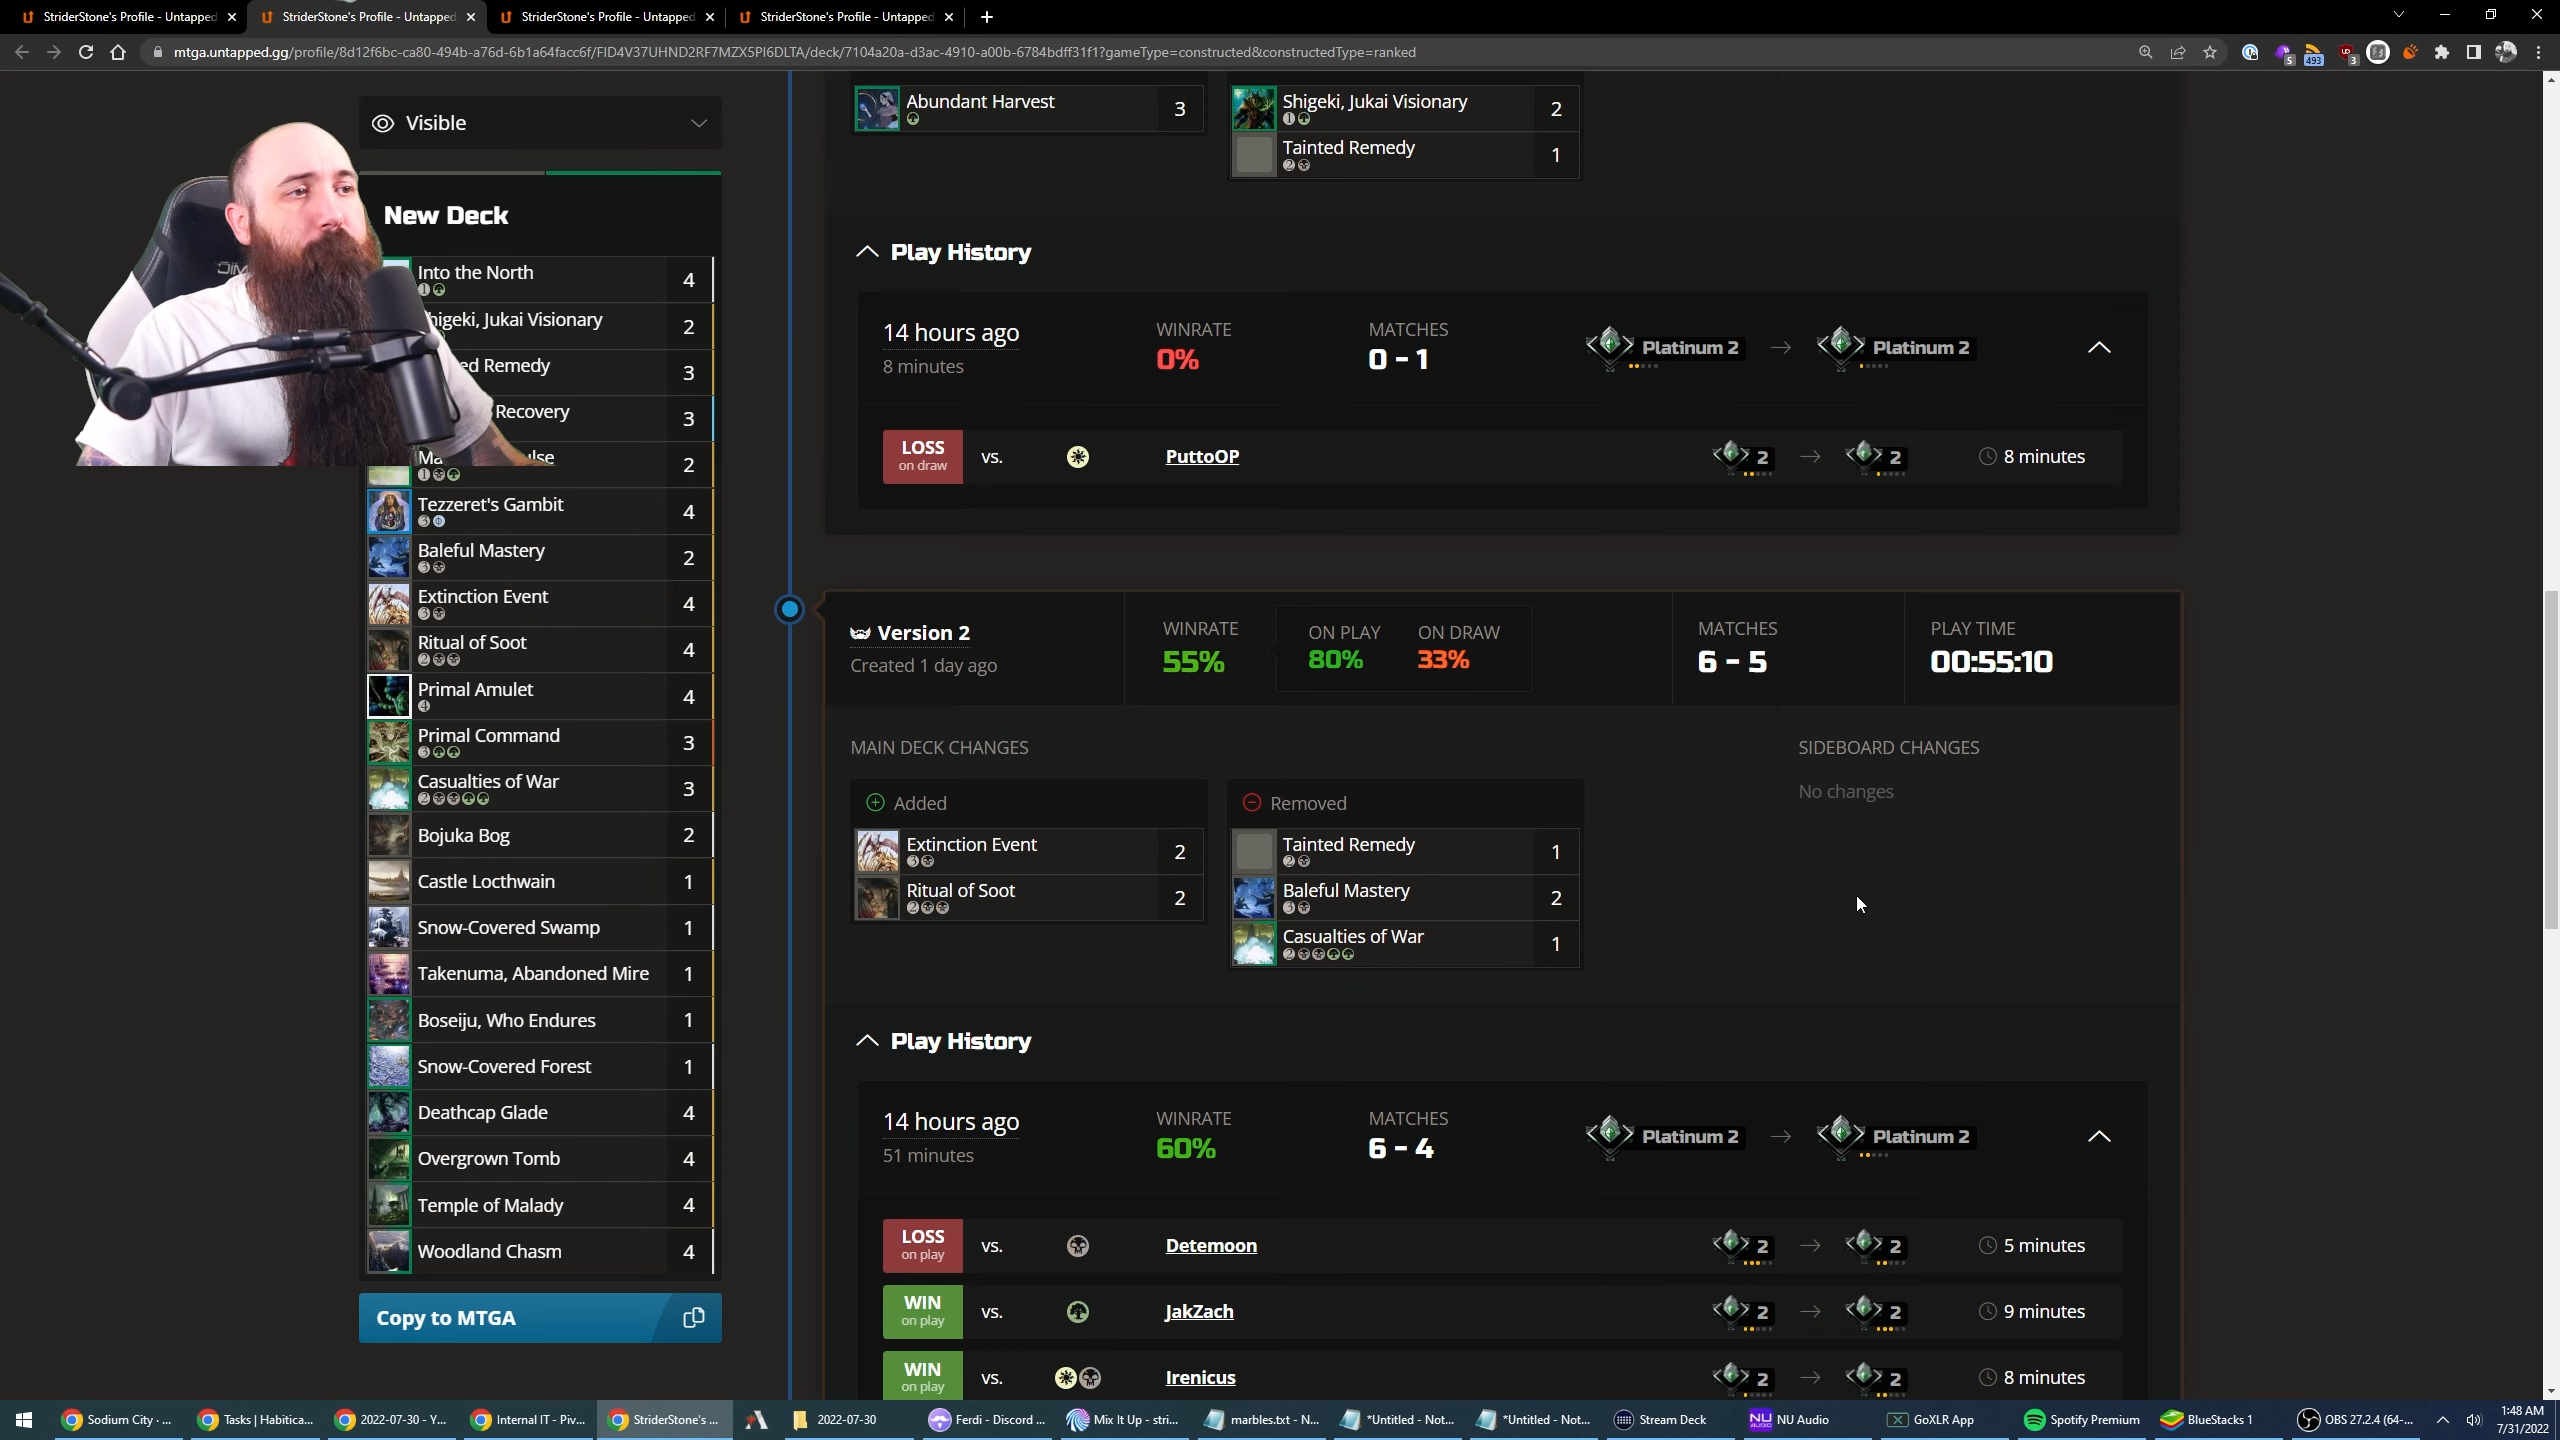 StriderStone's Profile - Untapped
StriderStone's Profile - Untapped
StriderStone's Profile - Untapped
StriderStone's Profile - Untapped
mtga.untapped.gg/profile/8d12f6bc-ca80-494b-a76d-6b1a64facc6f/FID4V37UHND2RF7MZX5PI6DLTA/deck/7104a20a-d3ac-4910-a00b-6784bdff31f1?gameType=constructed&constructedType=ranked
5
493
3
Visible
New Deck
Into the North 4
higeki, Jukai Visionary 2
ed Remedy 3
Recovery 3
Ma ulse 2
Tezzeret's Gambit 4
Baleful Mastery 2
Extinction Event 4
Ritual of Soot 4
Primal Amulet 4
Primal Command 3
Casualties of War 3
Bojuka Bog 2
Castle Locthwain 1
Snow-Covered Swamp 1
Takenuma, Abandoned Mire 1
Boseiju, Who Endures 1
Snow-Covered Forest 1
Deathcap Glade 4
Overgrown Tomb 4
Temple of Malady 4
Woodland Chasm 4
Copy to MTGA
Abundant Harvest 3
Shigeki, Jukai Visionary 2
Tainted Remedy 1
Play History
14 hours ago
8 minutes
WINRATE
0%
MATCHES
0 - 1
Platinum 2
Platinum 2
LOSS
on draw
vs.
PuttoOP
2
2
8 minutes
Version 2
Created 1 day ago
WINRATE
55%
ON PLAY
80%
ON DRAW
33%
MATCHES
6 - 5
PLAY TIME
00:55:10
MAIN DECK CHANGES
SIDEBOARD CHANGES
No changes
Added
Extinction Event 2
Ritual of Soot 2
Removed
Tainted Remedy 1
Baleful Mastery 2
Casualties of War 1
Play History
14 hours ago
51 minutes
WINRATE
60%
MATCHES
6 - 4
Platinum 2
Platinum 2
LOSS
on play
vs.
Detemoon
2
2
5 minutes
WIN
on play
vs.
JakZach
2
2
9 minutes
WIN
on play
vs.
Irenicus
2
2
8 minutes
Sodium City · ...
Tasks | Habitica...
2022-07-30 - Y...
Internal IT - Piv...
StriderStone's ...
2022-07-30
Ferdi - Discord ...
Mix It Up - stri...
marbles.txt - N...
*Untitled - Not...
*Untitled - Not...
Stream Deck
NU Audio
GoXLR App
Spotify Premium
BlueStacks 1
OBS 27.2.4 (64-...
1:48 AM
7/31/2022